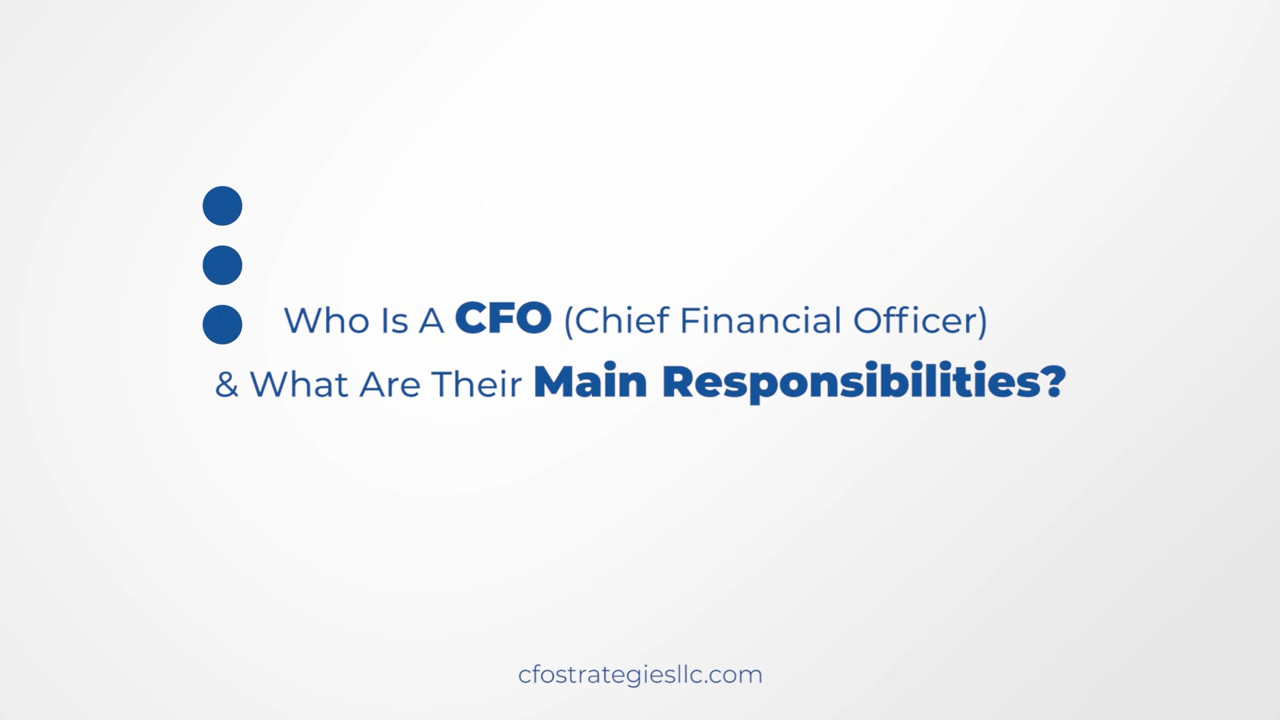 Who Is A CFO (Chief Financial Officer)
& What Are Their Main Responsibilities?
cfostrategiesllc.com